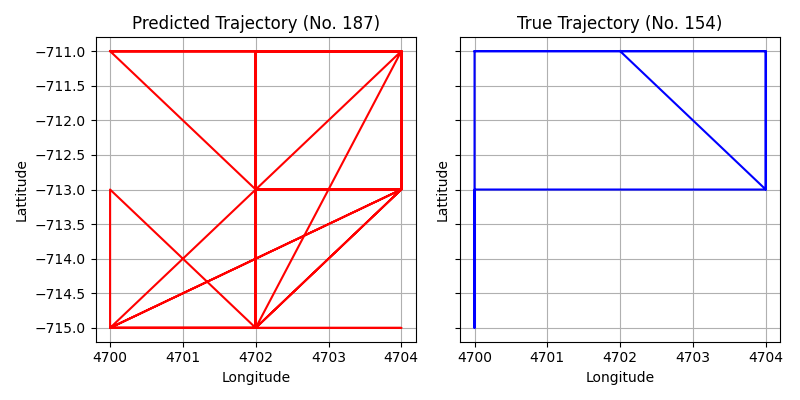 Predicted Trajectory (No. 187)
−711.0
−711.5
−712.0
−712.5
−713.0
−713.5
−714.0
−714.5
−715.0
Lattitude
4700 4701 4702 4703 4704
Longitude
True Trajectory (No. 154)
Lattitude
4700 4701 4702 4703 4704
Longitude